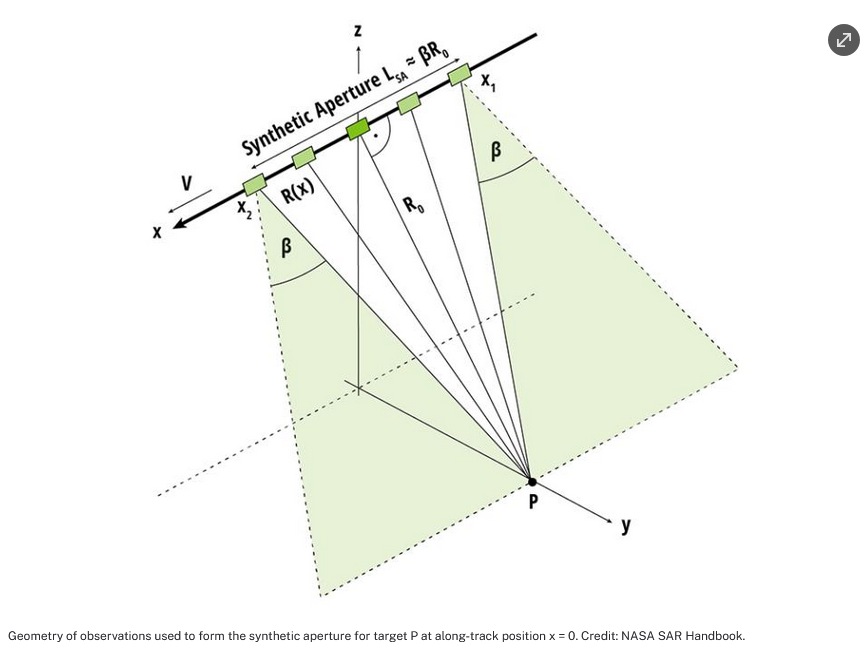 z
Synthetic Aperture L_SA ≈ βR_0
x_1
β
V
R(x)
x_2
R_0
x
β
P
y
Geometry of observations used to form the synthetic aperture for target P at along-track position x = 0. Credit: NASA SAR Handbook.